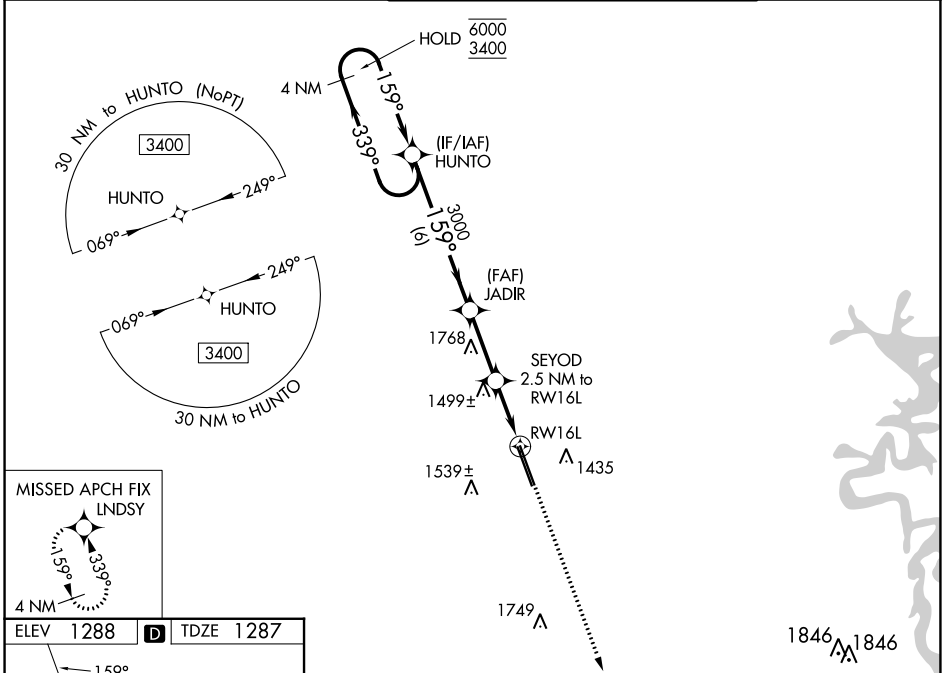 HOLD 6000
3400
4 NM
159°
339°
(IF/IAF)
HUNTO
30 NM to HUNTO (NoPT)
3400
HUNTO
249°
069°
3000
159°
(6)
249°
069°
HUNTO
3400
30 NM to HUNTO
(FAF)
JADIR
1768
SEYOD
2.5 NM to
RW16L
1499±
RW16L
1435
1539±
MISSED APCH FIX
LNDSY
159°
339°
4 NM
1749
1846 1846
ELEV 1288 D TDZE 1287
159°